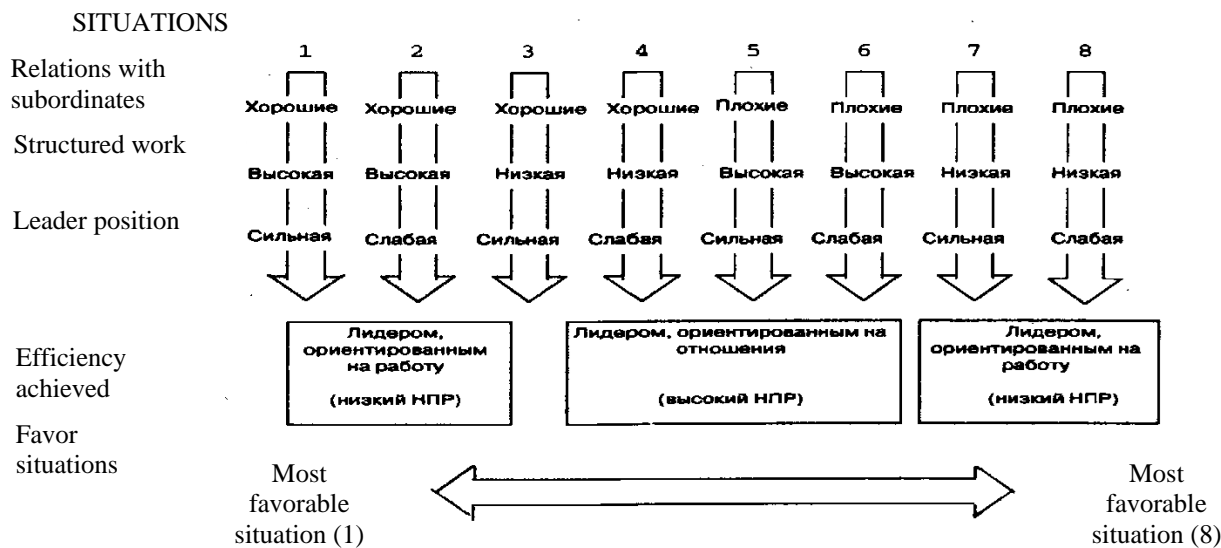 SITUATIONS
1 2 3 4 5 6 7 8
Relations with
subordinates
Хорошие Хорошие Хорошие Хорошие Плохие Плохие Плохие Плохие
Structured work
Высокая Высокая Низкая Низкая Высокая Высокая Низкая Низкая
Leader position
Сильная Слабая Сильная Слабая Сильная Слабая Сильная Слабая
Efficiency
achieved
Лидером,
ориентированным
на работу
(низкий НПР)
Лидером, ориентированным на
отношения
(высокий НПР)
Лидером,
ориентированным на
работу
(низкий НПР)
Favor
situations
Most
favorable
situation (1)
Most
favorable
situation (8)